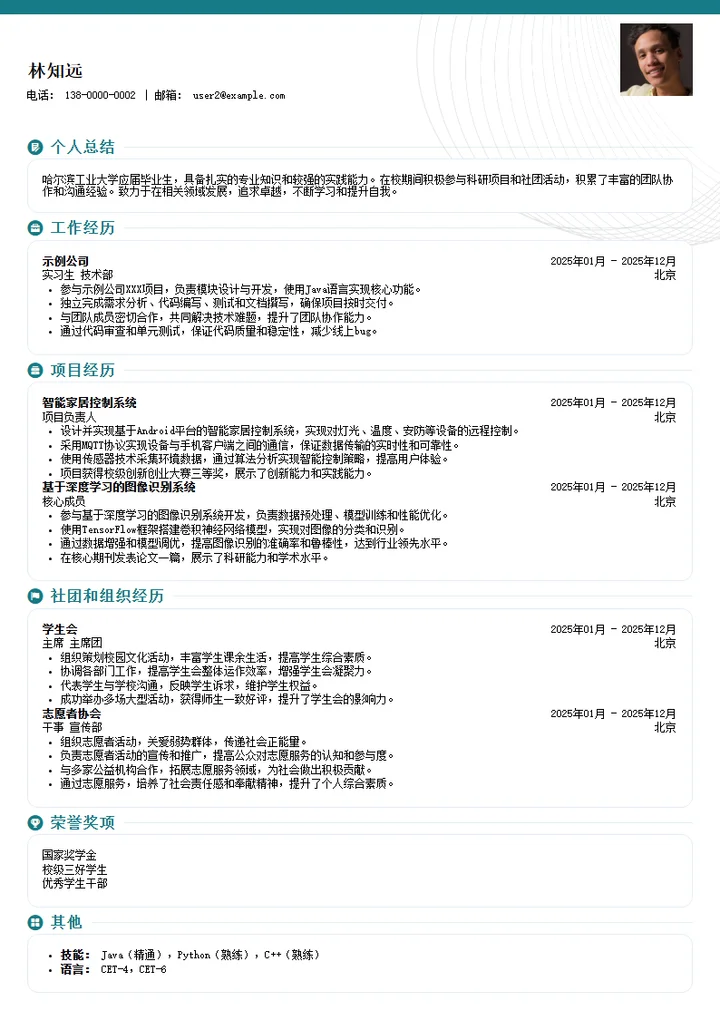 林知远
电话： 138-0000-0002 | 邮箱： user2@example.com
个人总结
哈尔滨工业大学应届毕业生，具备扎实的专业知识和较强的实践能力。在校期间积极参与科研项目和社团活动，积累了丰富的团队协
作和沟通经验。致力于在相关领域发展，追求卓越，不断学习和提升自我。
工作经历
示例公司 2025年01月 - 2025年12月
实习生 技术部 北京
• 参与示例公司XXX项目，负责模块设计与开发，使用Java语言实现核心功能。
• 独立完成需求分析、代码编写、测试和文档撰写，确保项目按时交付。
• 与团队成员密切合作，共同解决技术难题，提升了团队协作能力。
• 通过代码审查和单元测试，保证代码质量和稳定性，减少线上bug。
项目经历
智能家居控制系统 2025年01月 - 2025年12月
项目负责人 北京
• 设计并实现基于Android平台的智能家居控制系统，实现对灯光、温度、安防等设备的远程控制。
• 采用MQTT协议实现设备与手机客户端之间的通信，保证数据传输的实时性和可靠性。
• 使用传感器技术采集环境数据，通过算法分析实现智能控制策略，提高用户体验。
• 项目获得校级创新创业大赛三等奖，展示了创新能力和实践能力。
基于深度学习的图像识别系统 2025年01月 - 2025年12月
核心成员 北京
• 参与基于深度学习的图像识别系统开发，负责数据预处理、模型训练和性能优化。
• 使用TensorFlow框架搭建卷积神经网络模型，实现对图像的分类和识别。
• 通过数据增强和模型调优，提高图像识别的准确率和鲁棒性，达到行业领先水平。
• 在核心期刊发表论文一篇，展示了科研能力和学术水平。
社团和组织经历
学生会 2025年01月 - 2025年12月
主席 主席团 北京
• 组织策划校园文化活动，丰富学生课余生活，提高学生综合素质。
• 协调各部门工作，提高学生会整体运作效率，增强学生会凝聚力。
• 代表学生与学校沟通，反映学生诉求，维护学生权益。
• 成功举办多场大型活动，获得师生一致好评，提升了学生会的影响力。
志愿者协会 2025年01月 - 2025年12月
干事 宣传部 北京
• 组织志愿者活动，关爱弱势群体，传递社会正能量。
• 负责志愿者活动的宣传和推广，提高公众对志愿服务的认知和参与度。
• 与多家公益机构合作，拓展志愿服务领域，为社会做出积极贡献。
• 通过志愿服务，培养了社会责任感和奉献精神，提升了个人综合素质。
荣誉奖项
国家奖学金
校级三好学生
优秀学生干部
其他
• 技能： Java（精通），Python（熟练），C++（熟练）
• 语言： CET-4，CET-6